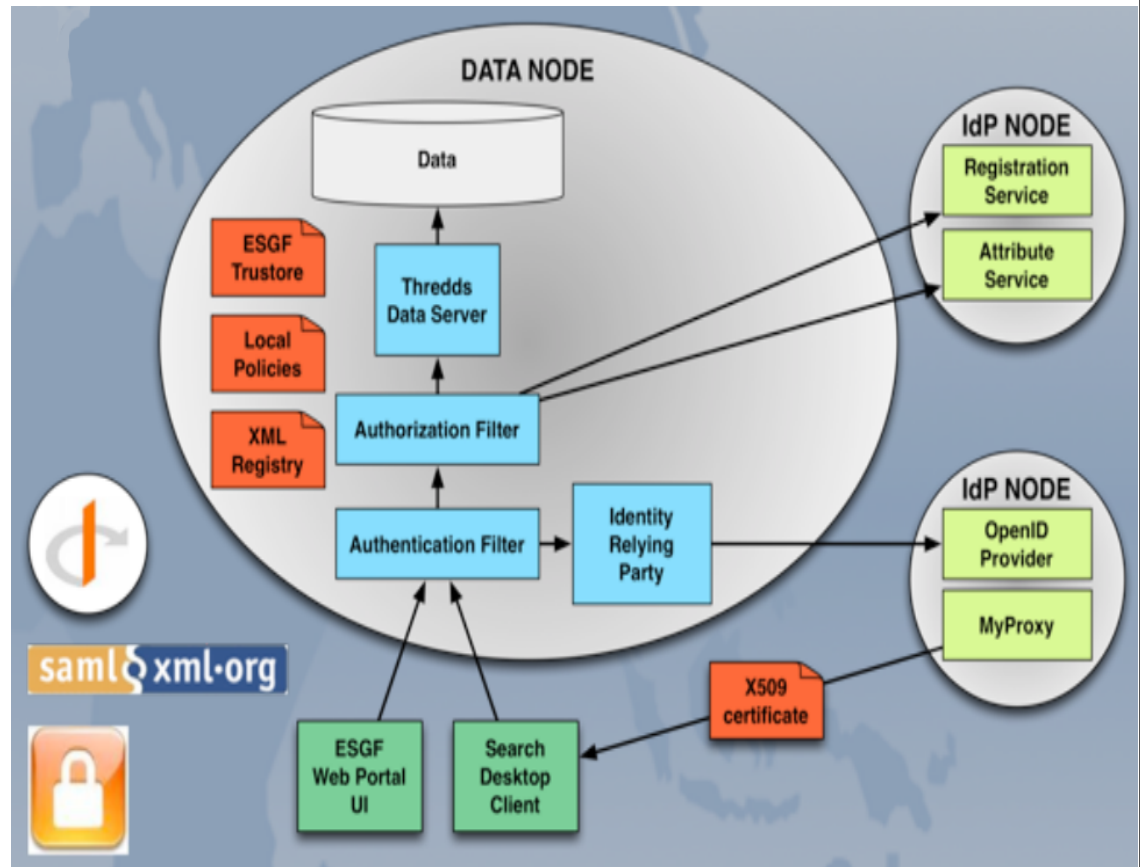 DATA NODE
Data
ESGF
Trustore
Thredds
Data Server
Local
Policies
Authorization Filter
XML
Registry
Authentication Filter
Identity
Relying
Party
IdP NODE
Registration
Service
Attribute
Service
IdP NODE
OpenID
Provider
MyProxy
X509
certificate
ESGF
Web Portal
UI
Search
Desktop
Client
saml xml.org